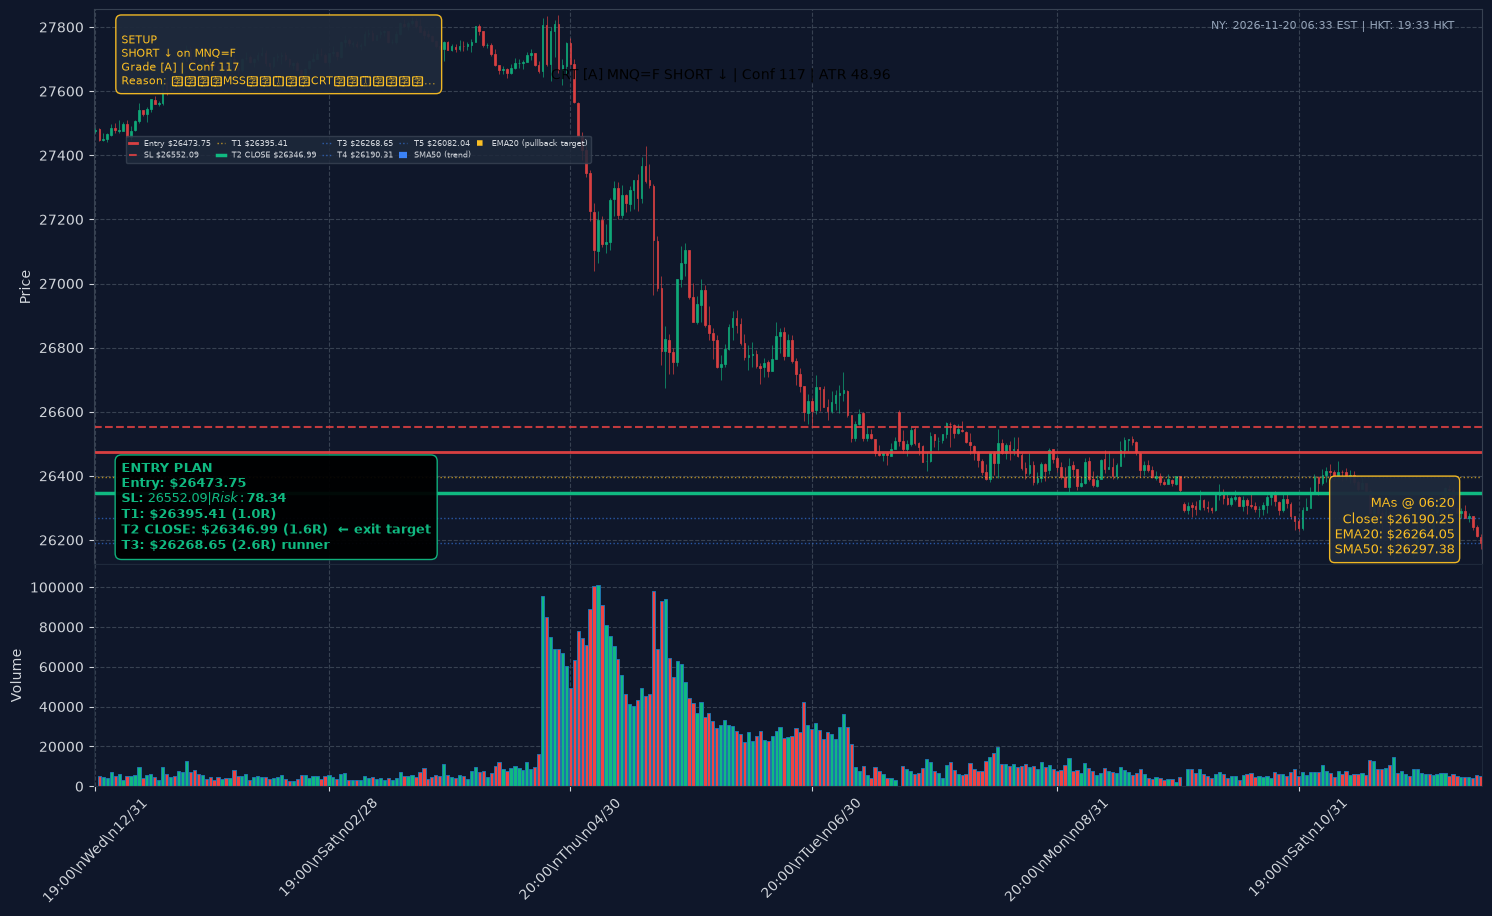 NY: 2026-11-20 06:33 EST | HKT: 19:33 HKT
SETUP
SHORT ↓ on MNQ=F
Grade [A] | Conf 117
Reason: MSS CRT ...
[A] MNQ=F SHORT ↓ | Conf 117 | ATR 48.96
Entry $26473.75
SL $26552.09
T1 $26395.41
T2 CLOSE $26346.99
T3 $26268.65
T4 $26190.31
T5 $26082.04
SMA50 (trend)
EMA20 (pullback target)
Price
27800
27600
27400
27200
27000
26800
26600
26400
26200
ENTRY PLAN
Entry: $26473.75
SL: 26552.09|Risk: 78.34
T1: $26395.41 (1.0R)
T2 CLOSE: $26346.99 (1.6R) ← exit target
T3: $26268.65 (2.6R) runner
MAs @ 06:20
Close: $26190.25
EMA20: $26264.05
SMA50: $26297.38
Volume
100000
80000
60000
40000
20000
0
19:00\nWed\n12/31
19:00\nSat\n02/28
20:00\nThu\n04/30
20:00\nTue\n06/30
20:00\nMon\n08/31
19:00\nSat\n10/31